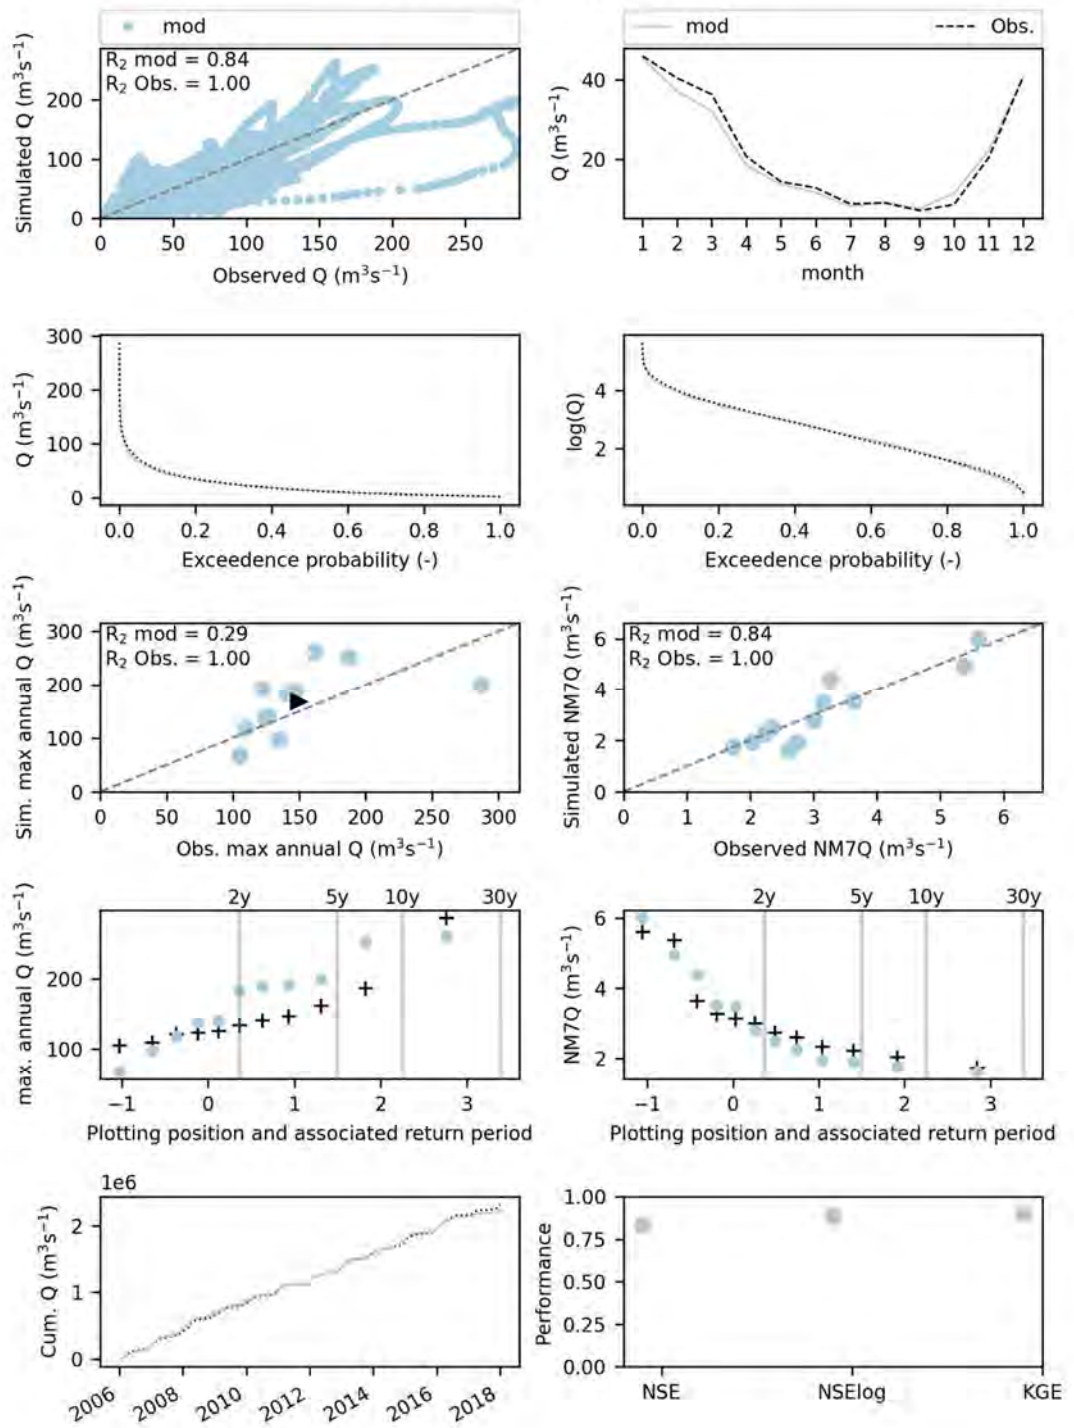 mod
mod
Obs.
R₂ mod = 0.84
R₂ Obs. = 1.00
Simulated Q (m³s⁻¹)
200
100
0
0 50 100 150 200 250
Observed Q (m³s⁻¹)
Q (m³s⁻¹)
40
20
1 2 3 4 5 6 7 8 9 10 11 12
month
Q (m³s⁻¹)
300
200
100
0
0.0 0.2 0.4 0.6 0.8 1.0
Exceedence probability (-)
log(Q)
4
2
0.0 0.2 0.4 0.6 0.8 1.0
Exceedence probability (-)
Sim. max annual Q (m³s⁻¹)
R₂ mod = 0.29
R₂ Obs. = 1.00
300
200
100
0
0 50 100 150 200 250 300
Obs. max annual Q (m³s⁻¹)
Simulated NM7Q (m³s⁻¹)
R₂ mod = 0.84
R₂ Obs. = 1.00
6
4
2
0
0 1 2 3 4 5 6
Observed NM7Q (m³s⁻¹)
max. annual Q (m³s⁻¹)
2y 5y 10y 30y
200
100
−1 0 1 2 3
Plotting position and associated return period
NM7Q (m³s⁻¹)
2y 5y 10y 30y
6
4
2
−1 0 1 2 3
Plotting position and associated return period
Cum. Q (m³s⁻¹)
1e6
2
1
0
2006 2008 2010 2012 2014 2016 2018
Performance
1.00
0.75
0.50
0.25
0.00
NSE NSElog KGE